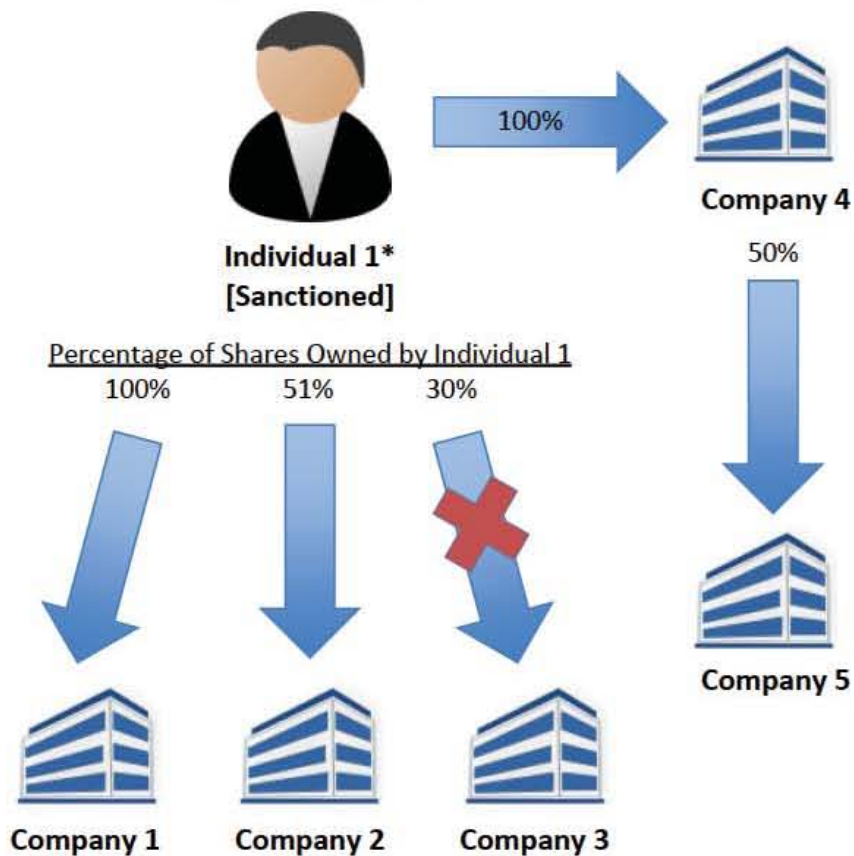 100%
Company 4
Individual 1*
[Sanctioned]
50%
Percentage of Shares Owned by Individual 1
100% 51% 30%
Company 5
Company 1 Company 2 Company 3